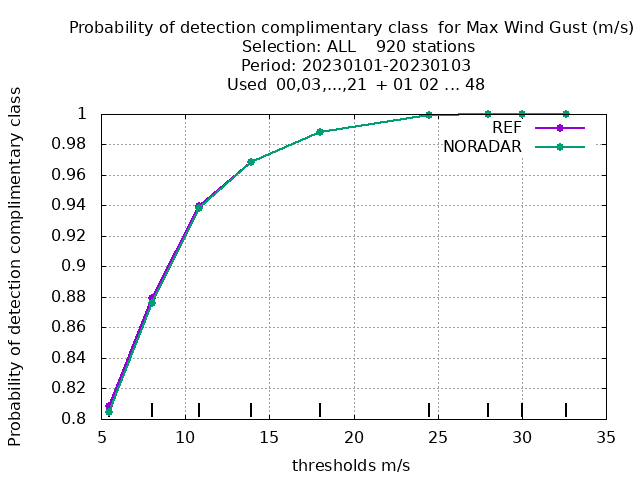 Probability of detection complimentary class  for Max Wind Gust (m/s)
Selection: ALL    920 stations
Period: 20230101-20230103
Used  00,03,...,21  + 01 02 ... 48
Probability of detection complimentary class
1
0.98
0.96
0.94
0.92
0.9
0.88
0.86
0.84
0.82
0.8
REF
NORADAR
5 10 15 20 25 30 35
thresholds m/s